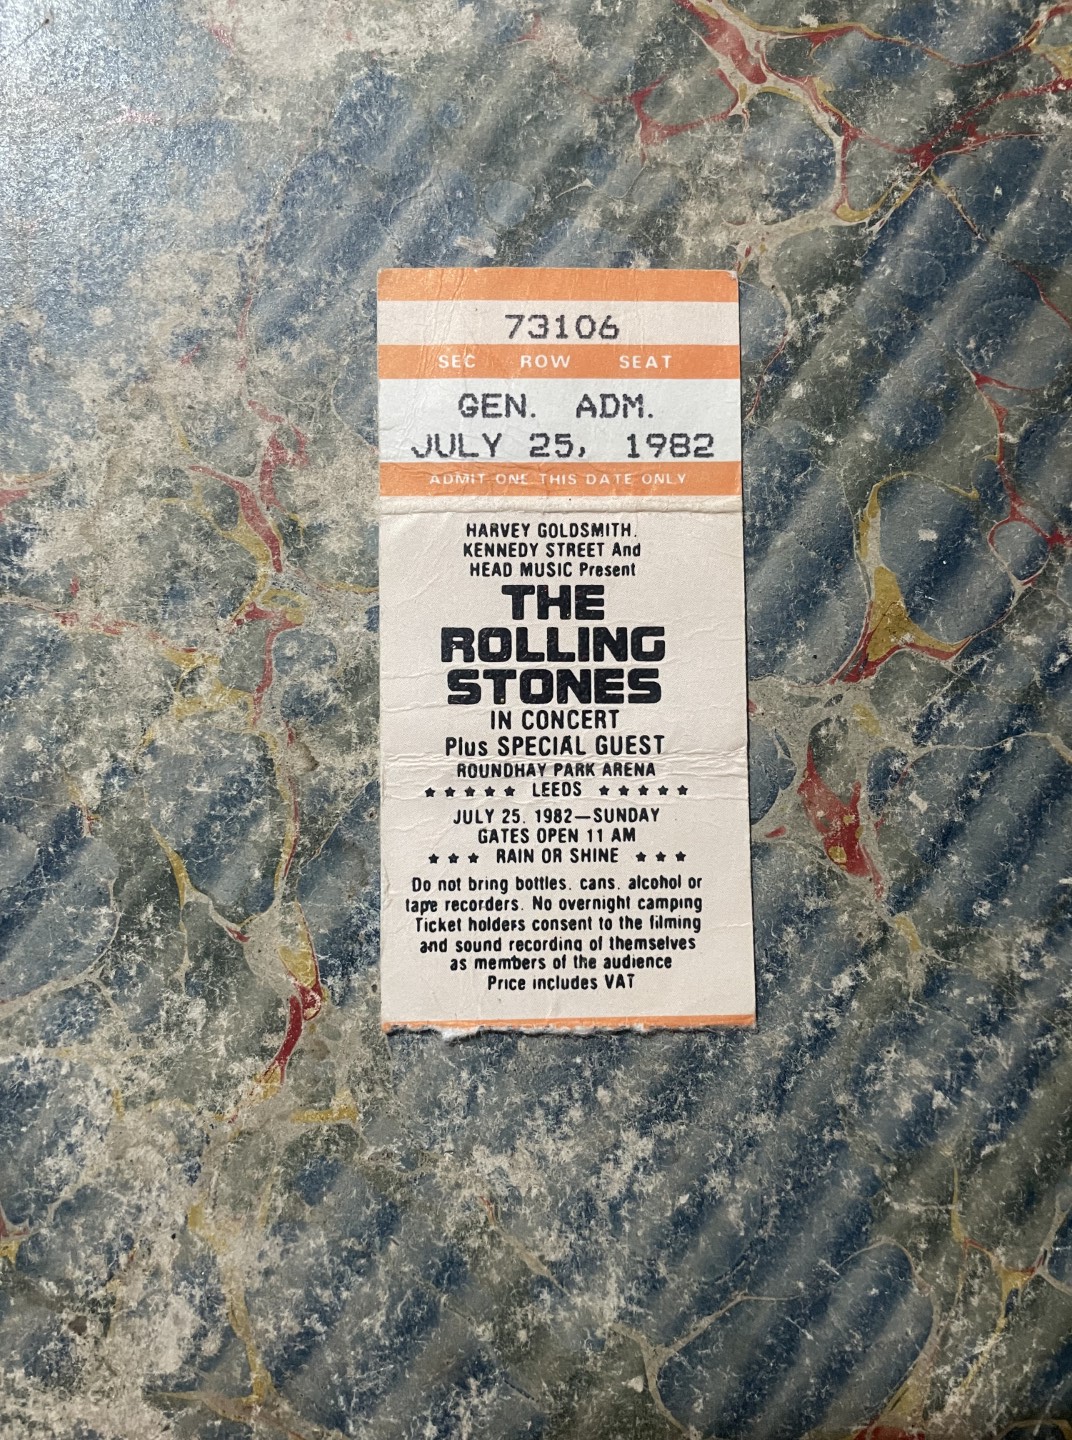 73106
SEC ROW SEAT
GEN. ADM.
JULY 25, 1982
ADMIT ONE THIS DATE ONLY
HARVEY GOLDSMITH.
KENNEDY STREET And
HEAD MUSIC Present
THE
ROLLING
STONES
IN CONCERT
Plus SPECIAL GUEST
ROUNDHAY PARK ARENA
★★★★★ LEEDS ★★★★★
JULY 25. 1982—SUNDAY
GATES OPEN 11 AM
★★★ RAIN OR SHINE ★★★
Do not bring bottles. cans. alcohol or
tape recorders. No overnight camping
Ticket holders consent to the filming
and sound recording of themselves
as members of the audience
Price includes VAT